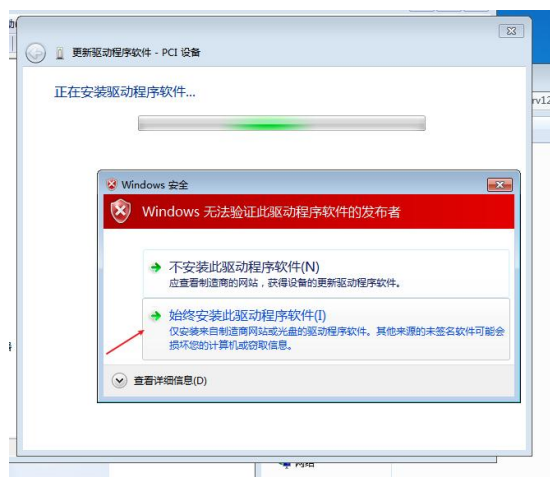 更新驱动程序软件 - PCI 设备
正在安装驱动程序软件...
rv12
Windows 安全
Windows 无法验证此驱动程序软件的发布者
不安装此驱动程序软件(N)
应查看制造商的网站，获得设备的更新驱动程序软件。
始终安装此驱动程序软件(I)
仅安装来自制造商网站或光盘的驱动程序软件。其他来源的未签名软件可能会
损坏您的计算机或窃取信息。
查看详细信息(D)
网络